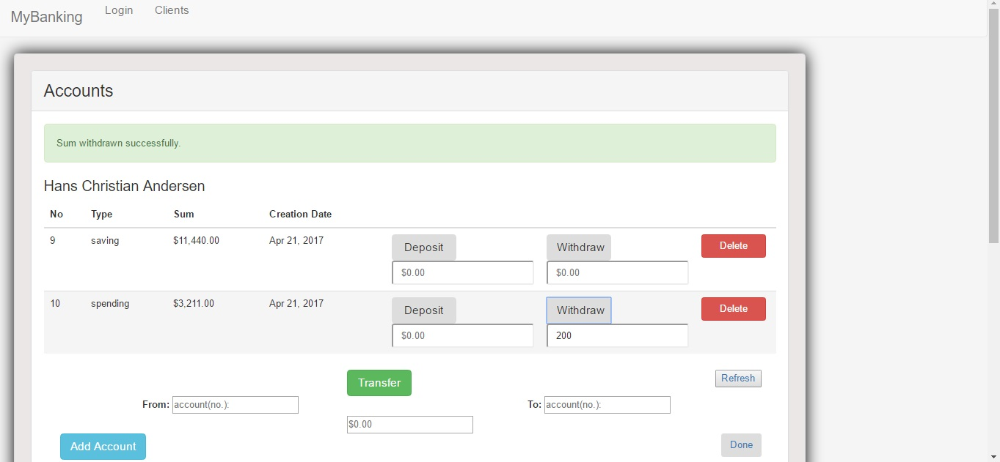 MyBanking Login Clients
Accounts
Sum withdrawn successfully.
Hans Christian Andersen
No Type Sum Creation Date
9 saving $11,440.00 Apr 21, 2017 Deposit Withdraw Delete
$0.00 $0.00
10 spending $3,211.00 Apr 21, 2017 Deposit Withdraw Delete
$0.00 200
Transfer Refresh
From: account(no.): To: account(no.):
$0.00
Add Account Done